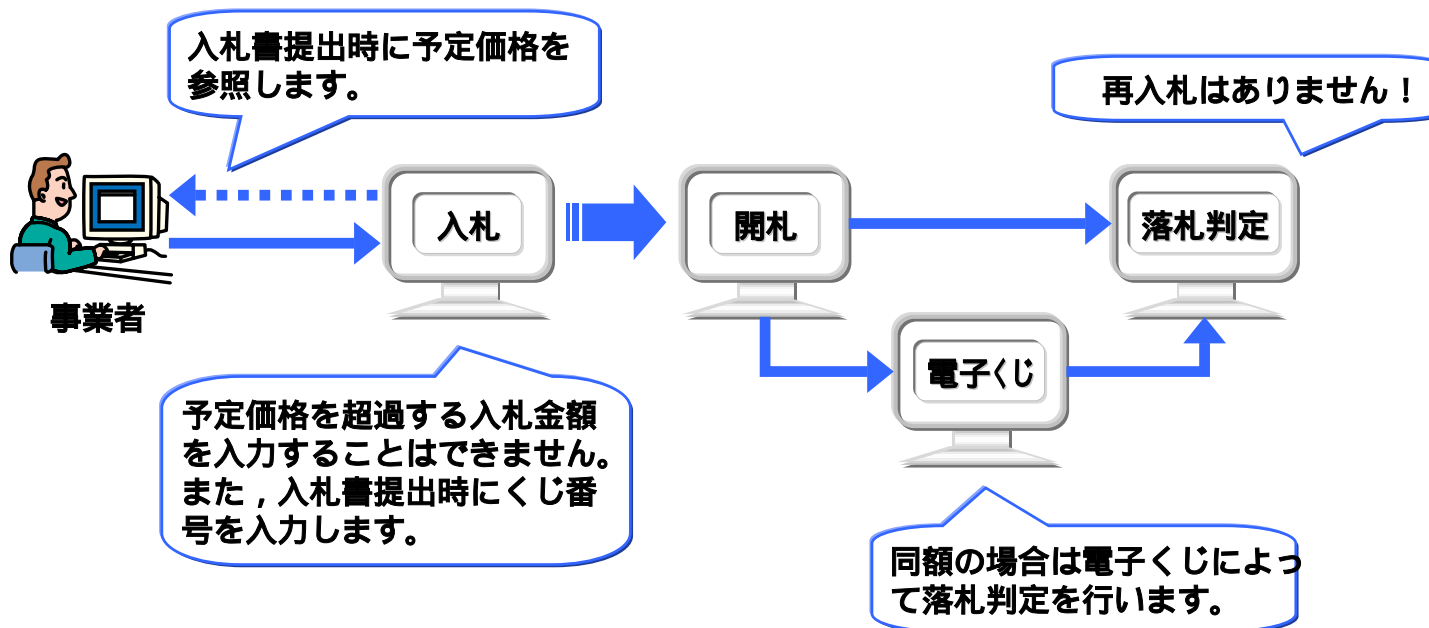 入札書提出時に予定価格を
参照します。
再入札はありません！
入札
開札
落札判定
事業者
電子くじ
予定価格を超過する入札金額
を入力することはできません。
また，入札書提出時にくじ番
号を入力します。
同額の場合は電子くじによっ
て落札判定を行います。